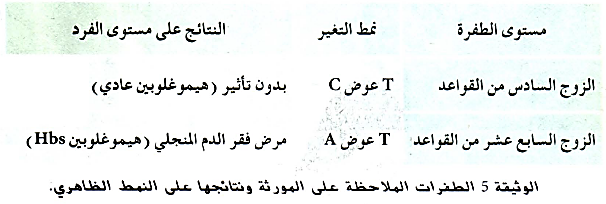 مستوى الطفرة نمط التغير النتائج على مستوى الفرد
الزوج السادس من القواعد T عوض C بدون تأثير (هيموغلوبين عادي)
الزوج السابع عشر من القواعد T عوض A مرض فقر الدم المنجلي (هيموغلوبين Hbs)
الوثيقة 5 الطفرات الملاحظة على المورثة ونتائجها على النمط الظاهري.